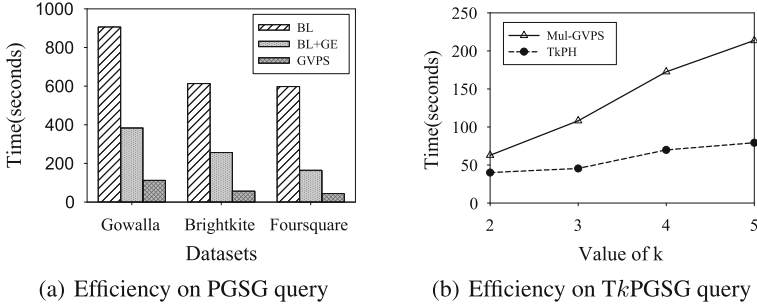 1000
800
600
400
200
0
Time(seconds)
BL
BL+GE
GVPS
Gowalla Brightkite Foursquare
Datasets
(a) Efficiency on PGSG query
250
200
150
100
50
0
Time(seconds)
Mul-GVPS
TkPH
2 3 4 5
Value of k
(b) Efficiency on TkPGSG query